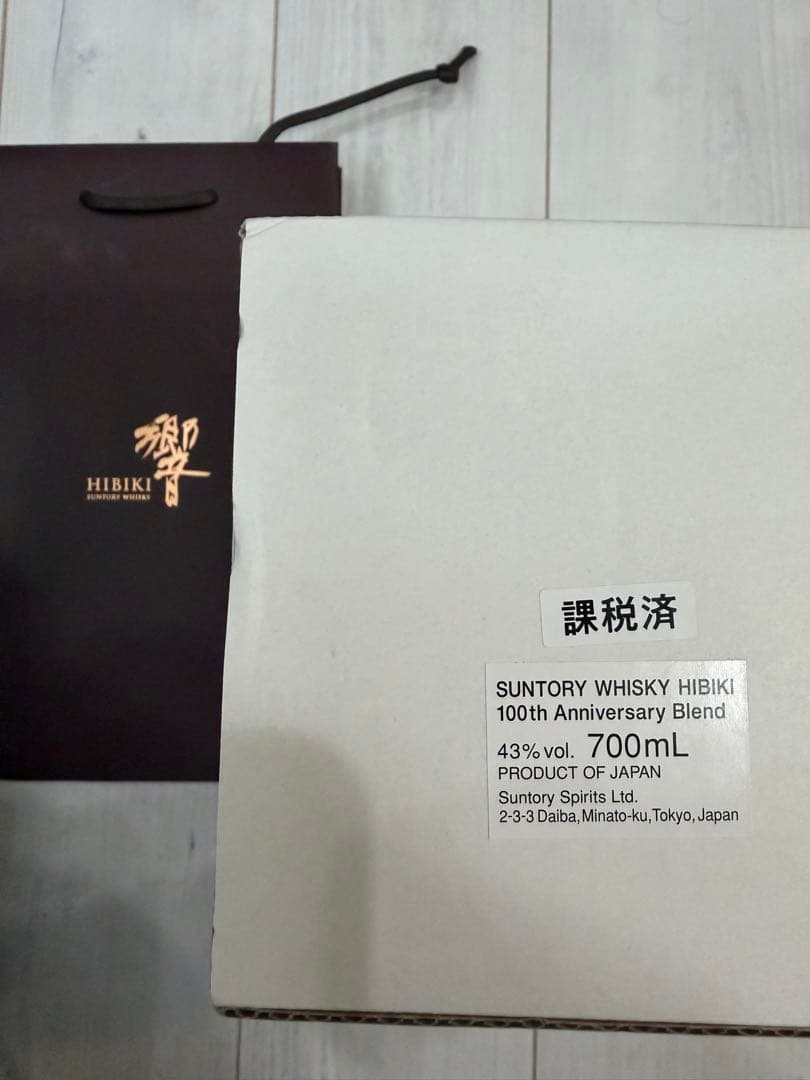 響
HIBIKI
SUNTORY WHISKY
課税済
SUNTORY WHISKY HIBIKI
100th Anniversary Blend
43% vol. 700mL
PRODUCT OF JAPAN
Suntory Spirits Ltd.
2-3-3 Daiba, Minato-ku, Tokyo, Japan